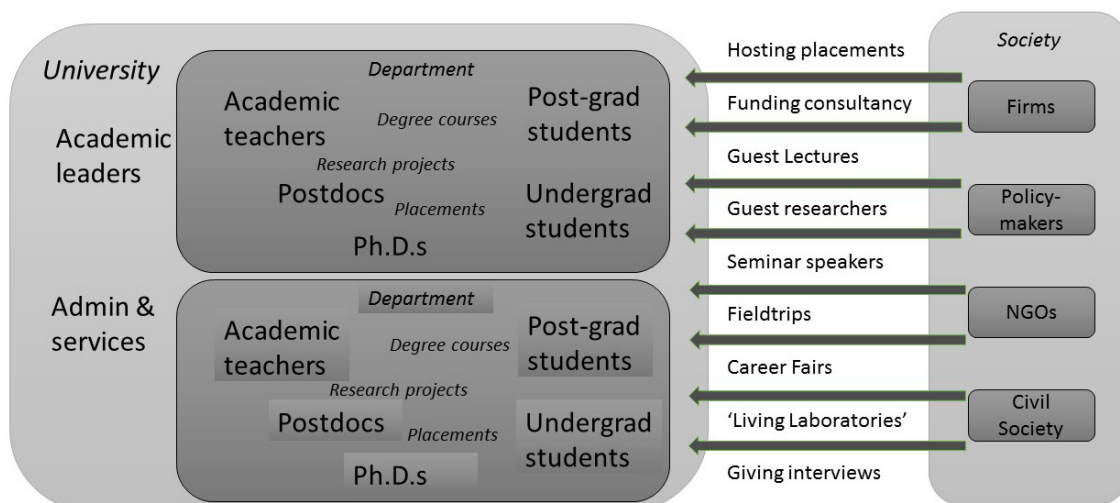 University
Academic
leaders
Admin &
services
Department
Academic
teachers
Degree courses
Post-grad
students
Research projects
Postdocs
Placements
Undergrad
students
Ph.D.s
Department
Academic
teachers
Degree courses
Post-grad
students
Research projects
Postdocs
Placements
Undergrad
students
Ph.D.s
Hosting placements
Funding consultancy
Guest Lectures
Guest researchers
Seminar speakers
Fieldtrips
Career Fairs
‘Living Laboratories’
Giving interviews
Society
Firms
Policy-
makers
NGOs
Civil
Society